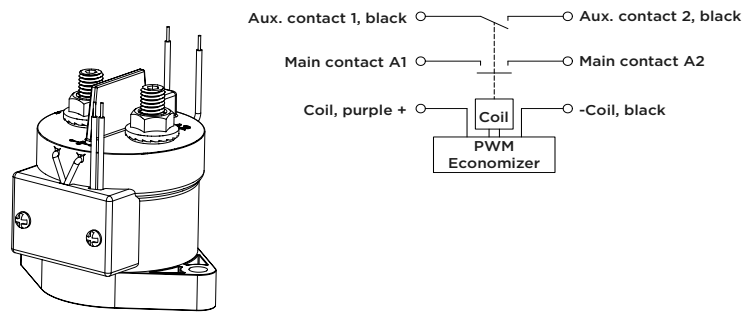 Aux. contact 1, black
Aux. contact 2, black
Main contact A1
Main contact A2
Coil, purple +
Coil
-Coil, black
PWM
Economizer